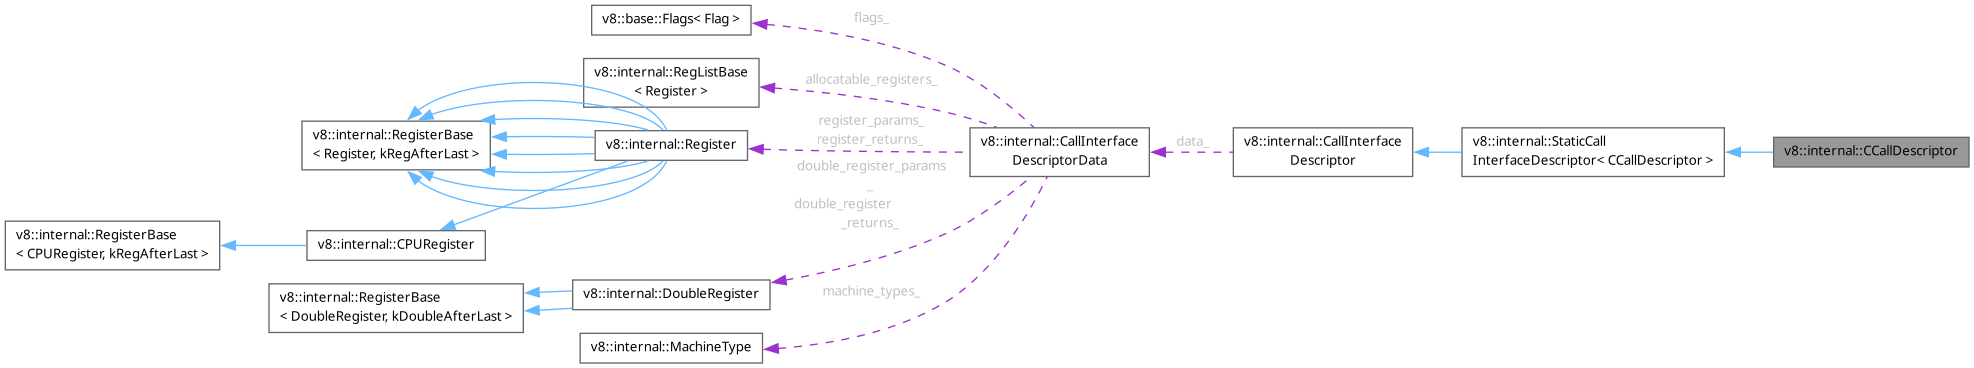 v8::base::Flags< Flag >
flags_
v8::internal::RegListBase
< Register >
allocatable_registers_
v8::internal::RegisterBase
< Register, kRegAfterLast >
v8::internal::Register
register_params_
register_returns_
v8::internal::CallInterface
DescriptorData
data_
v8::internal::CallInterface
Descriptor
v8::internal::StaticCall
InterfaceDescriptor< CCallDescriptor >
v8::internal::CCallDescriptor
double_register_params
_
double_register
_returns_
v8::internal::RegisterBase
< CPURegister, kRegAfterLast >
v8::internal::CPURegister
v8::internal::RegisterBase
< DoubleRegister, kDoubleAfterLast >
v8::internal::DoubleRegister
machine_types_
v8::internal::MachineType